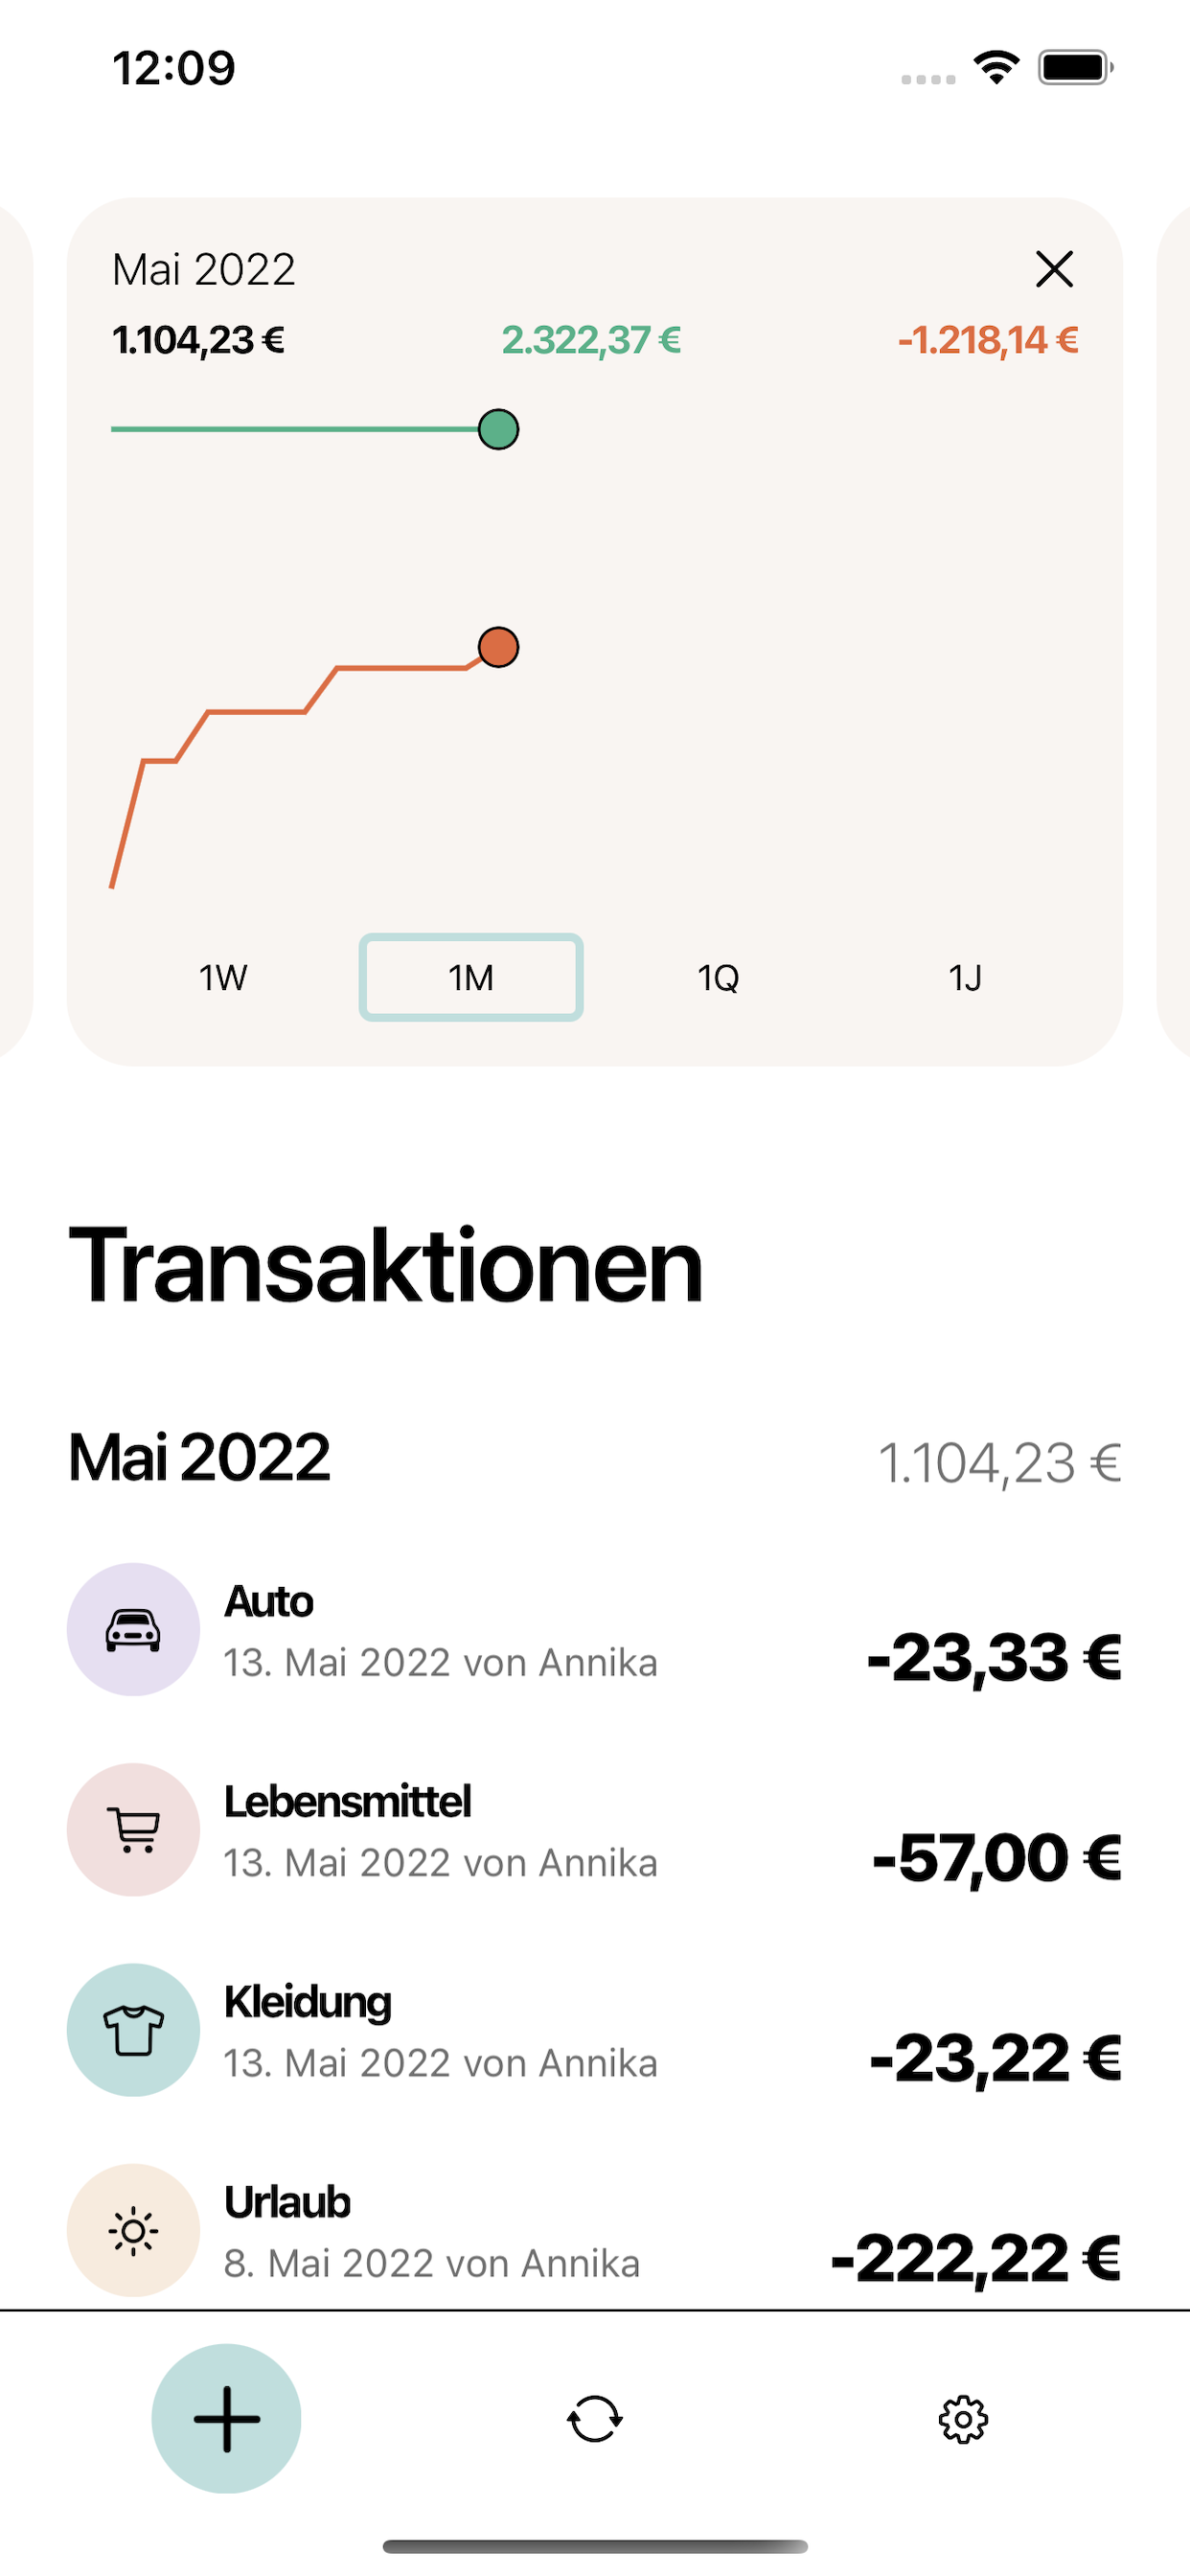 12:09
Mai 2022
1.104,23 € 2.322,37 € -1.218,14 €
1W 1M 1Q 1J
Transaktionen
Mai 2022 1.104,23 €
Auto
13. Mai 2022 von Annika -23,33 €
Lebensmittel
13. Mai 2022 von Annika -57,00 €
Kleidung
13. Mai 2022 von Annika -23,22 €
Urlaub
8. Mai 2022 von Annika -222,22 €